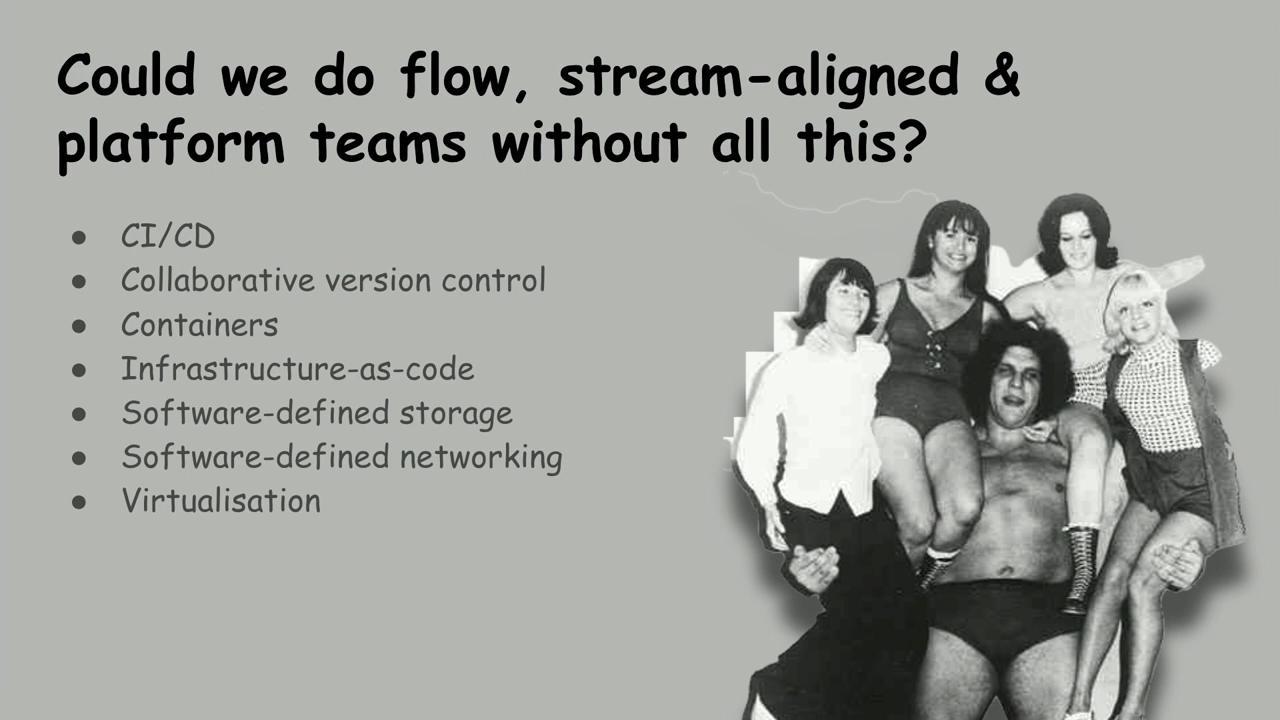 Could we do flow, stream-aligned &
platform teams without all this?
● CI/CD
● Collaborative version control
● Containers
● Infrastructure-as-code
● Software-defined storage
● Software-defined networking
● Virtualisation